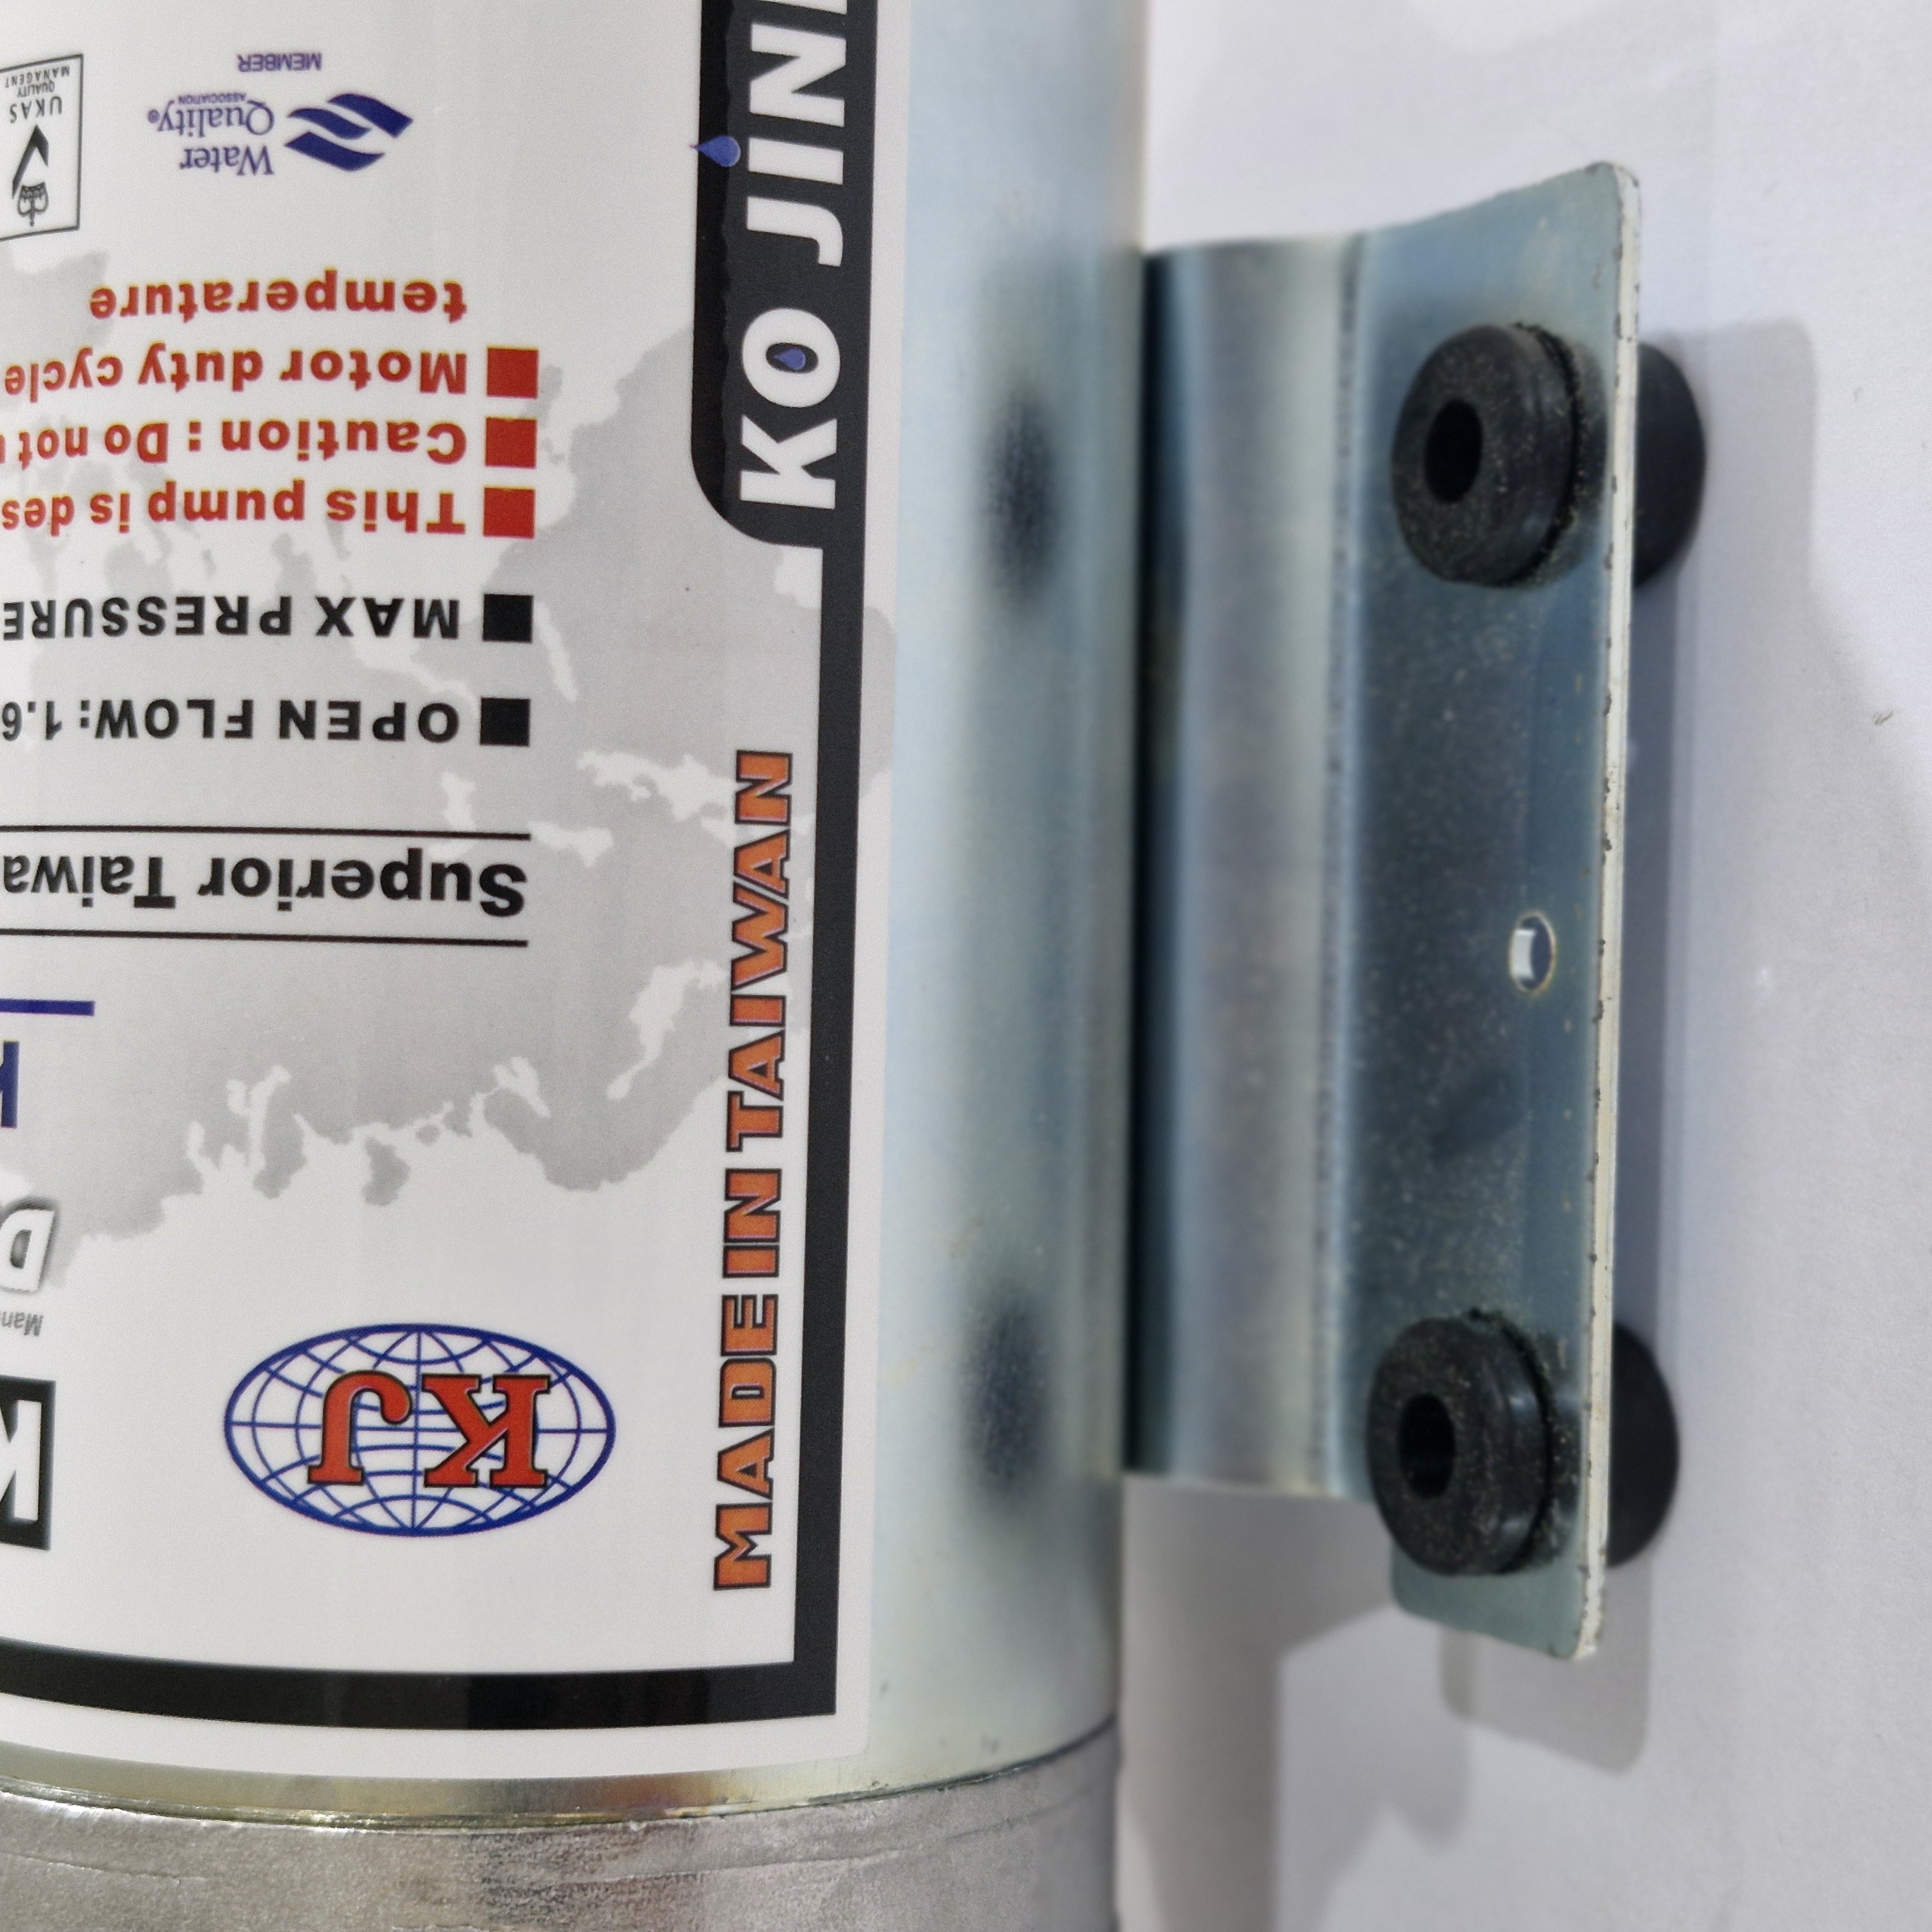 KJ
MADE IN TAIWAN
Superior Taiwa
OPEN FLOW: 1.6
MAX PRESSURE
This pump is des
Caution : Do not
Motor duty cycle
temperature
Water
Quality®
ASSOCIATION
MEMBER
UKAS
QUALITY
MANAGENT
KO JIN